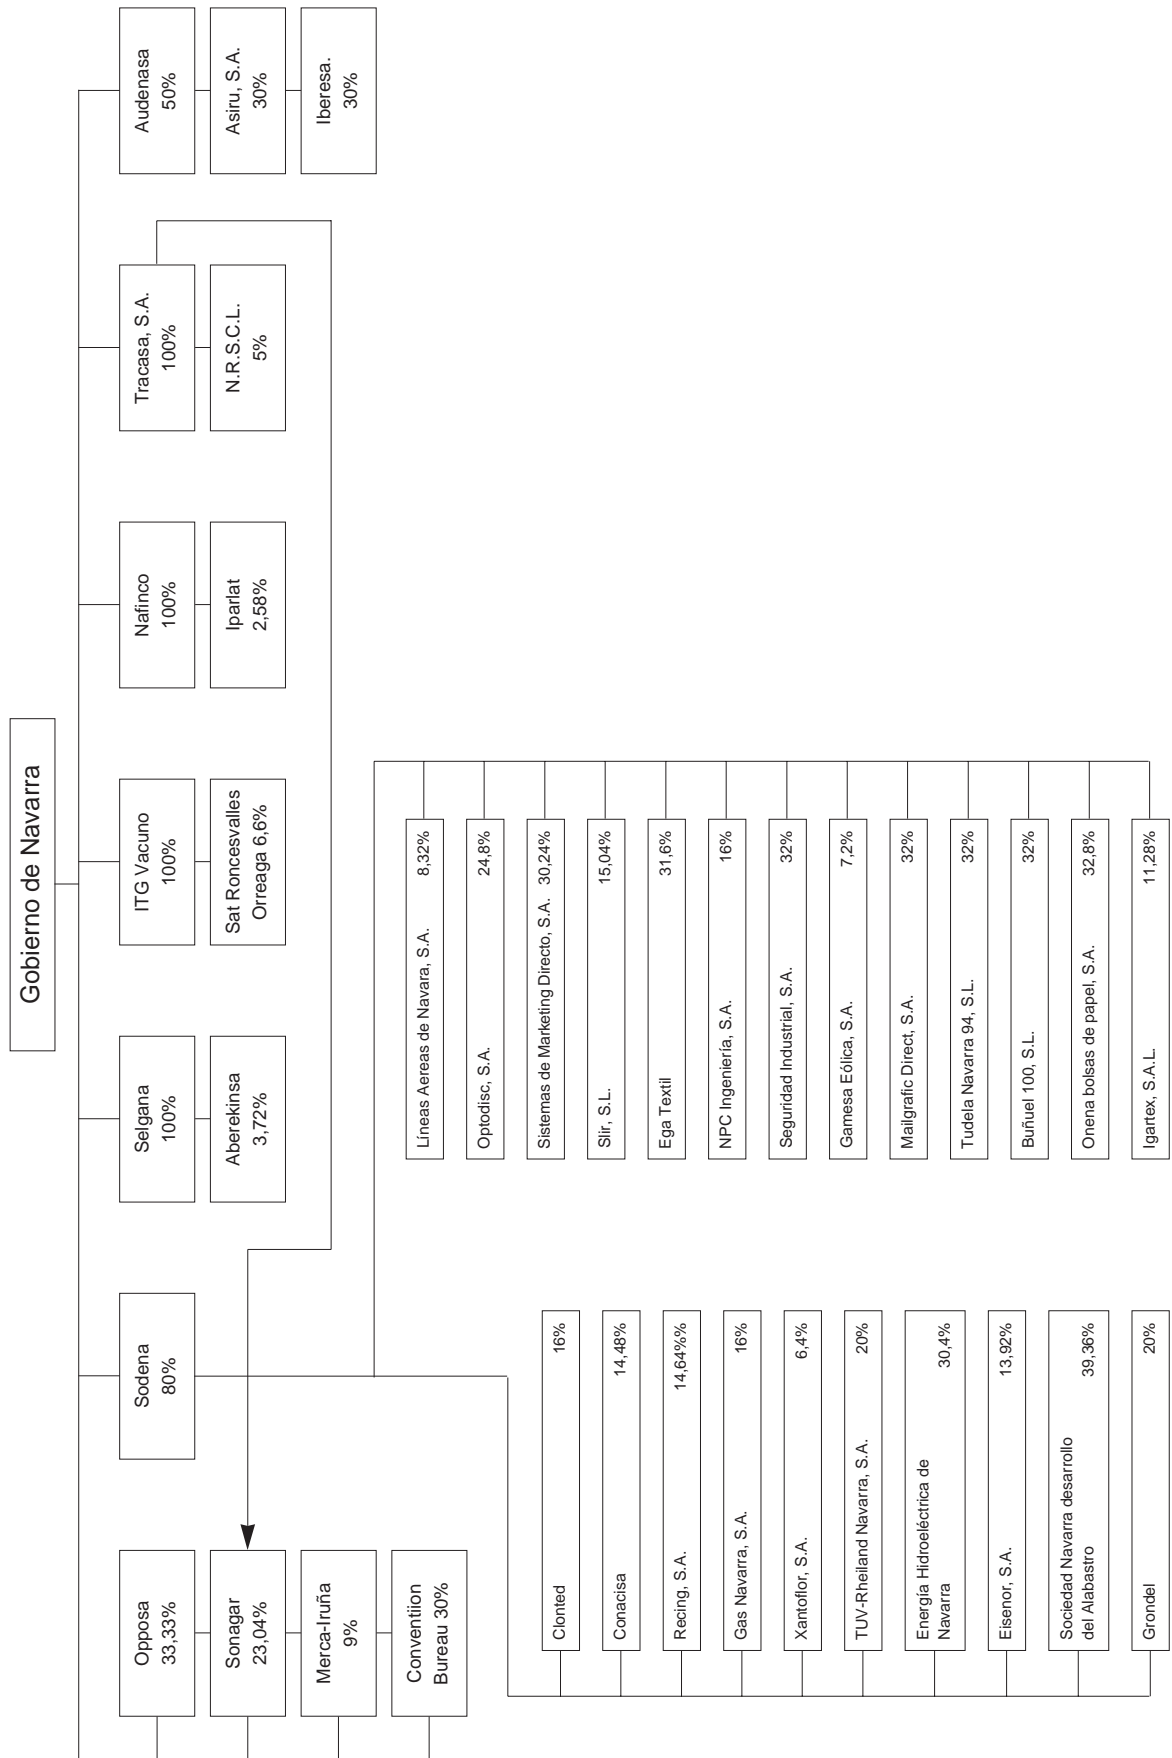 Gobierno de Navarra
Opposa
33,33%
Sonagar
23,04%
Merca-Iruña
9%
Conventiion
Bureau 30%
Sodena
80%
Selgana
100%
Aberekinsa
3,72%
ITG Vacuno
100%
Sat Roncesvalles
Orreaga 6,6%
Nafinco
100%
Iparlat
2,58%
Tracasa, S.A.
100%
N.R.S.C.L.
5%
Audenasa
50%
Asiru, S.A.
30%
Iberesa.
30%
Clonted 16%
Conacisa 14,48%
Recing, S.A. 14,64%%
Gas Navarra, S.A. 16%
Xantoflor, S.A. 6,4%
TUV-Rheiland Navarra, S.A. 20%
Energía Hidroeléctrica de
Navarra 30,4%
Eisenor, S.A. 13,92%
Sociedad Navarra desarrollo
del Alabastro 39,36%
Grondel 20%
Líneas Aereas de Navara, S.A. 8,32%
Optodisc, S.A. 24,8%
Sistemas de Marketing Directo, S.A. 30,24%
Slir, S.L. 15,04%
Ega Textil 31,6%
NPC Ingeniería, S.A. 16%
Seguridad Industrial, S.A. 32%
Gamesa Eólica, S.A. 7,2%
Mailgrafic Direct, S.A. 32%
Tudela Navarra 94, S.L. 32%
Buñuel 100, S.L. 32%
Onena bolsas de papel, S.A. 32,8%
Igartex, S.A.L. 11,28%